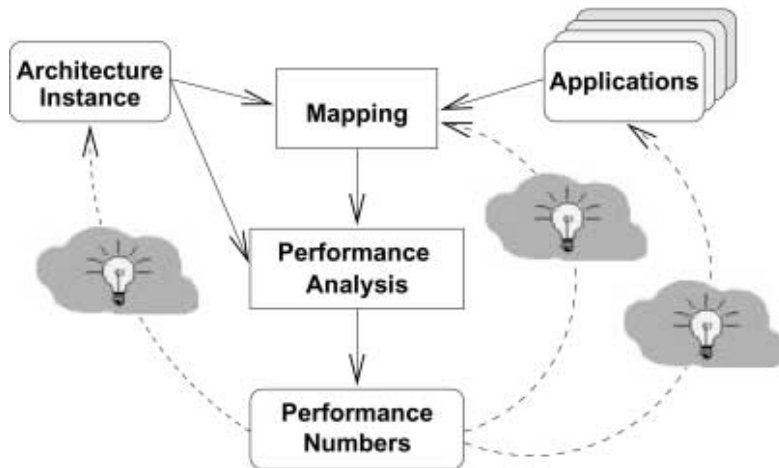 Architecture
Instance
Mapping
Applications
Performance
Analysis
Performance
Numbers